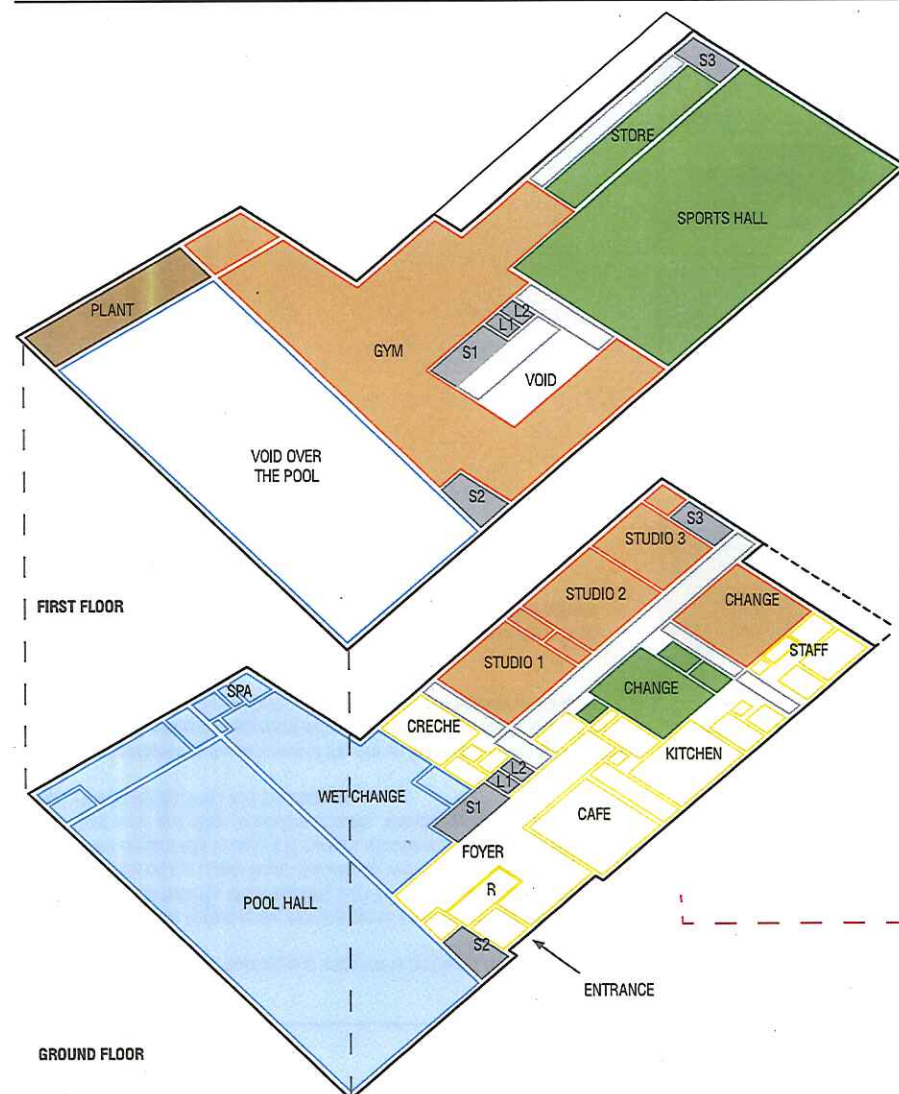 S3
STORE
SPORTS HALL
PLANT
L2
L1
S1
GYM
VOID
VOID OVER
THE POOL
S2
FIRST FLOOR
S3
STUDIO 3
STUDIO 2
CHANGE
STAFF
STUDIO 1
CHANGE
SPA
CRECHE
KITCHEN
L2
L1
WET CHANGE
S1
CAFE
FOYER
R
POOL HALL
S2
ENTRANCE
GROUND FLOOR